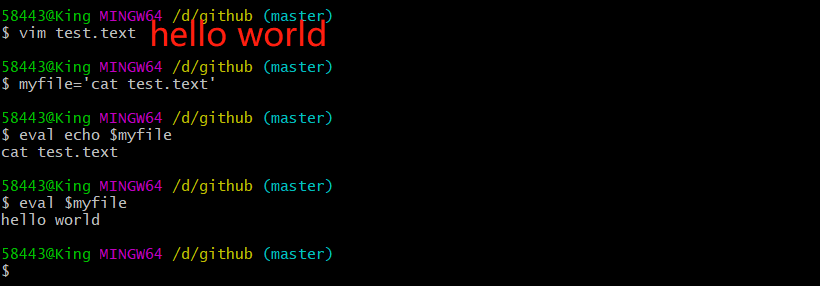 58443@King MINGW64 /d/github (master)
$ vim test.text hello world
58443@King MINGW64 /d/github (master)
$ myfile='cat test.text'
58443@King MINGW64 /d/github (master)
$ eval echo $myfile
cat test.text
58443@King MINGW64 /d/github (master)
$ eval $myfile
hello world
58443@King MINGW64 /d/github (master)
$